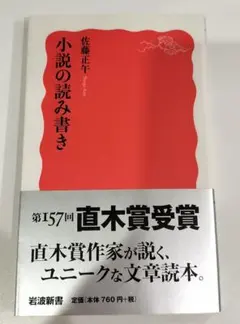 小説の読み書き
佐藤正午
第157回 直木賞受賞
直木賞作家が説く、
ユニークな文章読本。
岩波新書 定価(本体760円+税)